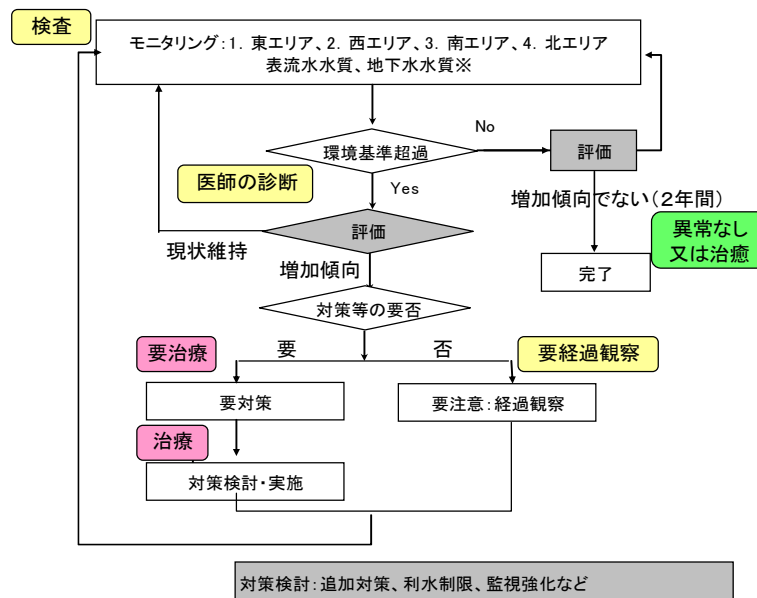 検査
モニタリング：1．東エリア、2．西エリア、3．南エリア、4．北エリア
表流水水質、地下水水質※
No
環境基準超過
評価
医師の診断
Yes
増加傾向でない（２年間）
評価
異常なし
又は治癒
現状維持
増加傾向
完了
対策等の要否
要治療
要
否
要経過観察
要対策
要注意：経過観察
治療
対策検討・実施
対策検討：追加対策、利水制限、監視強化など